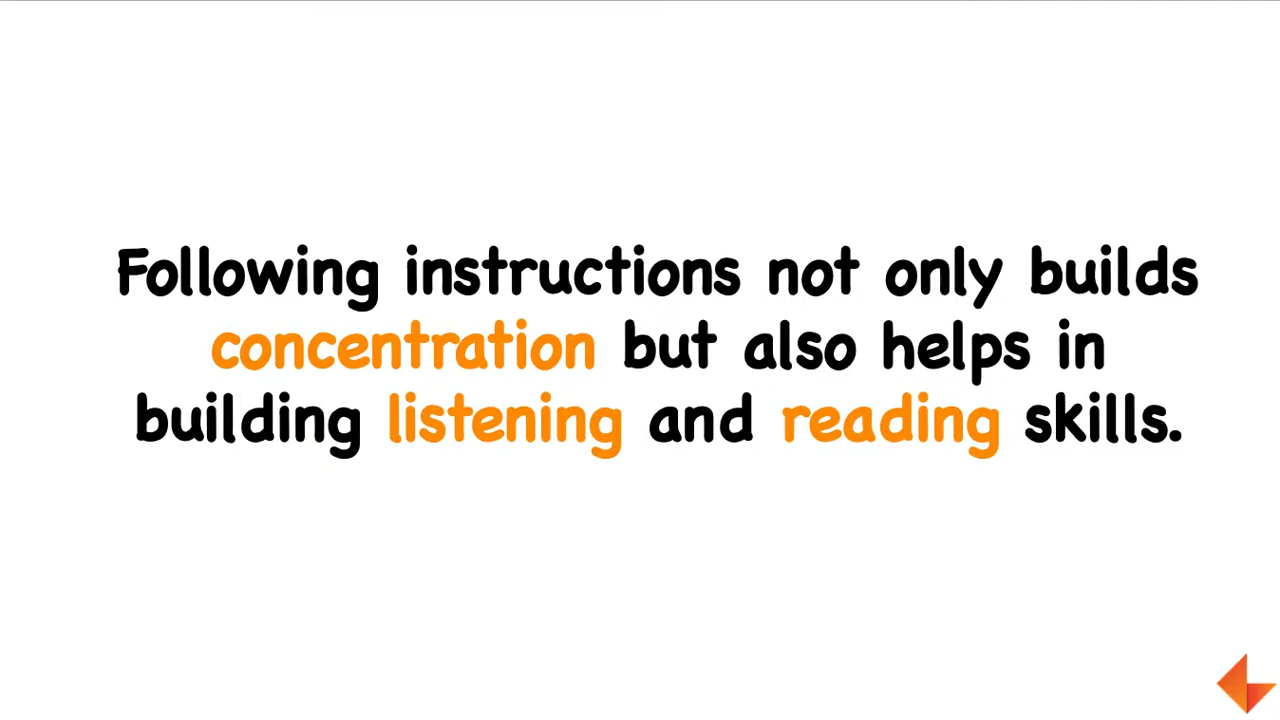 Following instructions not only builds
concentration but also helps in
building listening and reading skills.